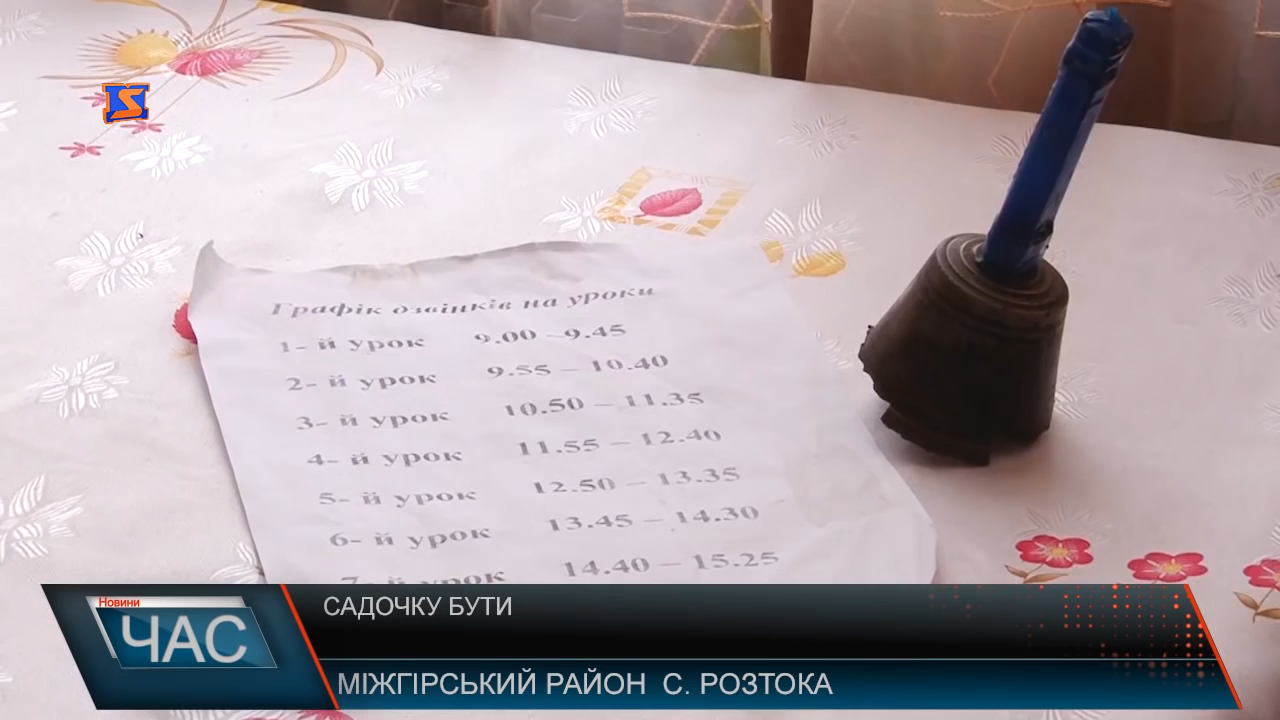 Графік дзвінків на уроки
1- й урок 9.00 –9.45
2- й урок 9.55 – 10.40
3- й урок 10.50 – 11.35
4- й урок 11.55 – 12.40
5- й урок 12.50 – 13.35
6- й урок 13.45 – 14.30
7- й урок 14.40 – 15.25
Новини
ЧАС
САДОЧКУ БУТИ
МІЖГІРСЬКИЙ РАЙОН С. РОЗТОКА